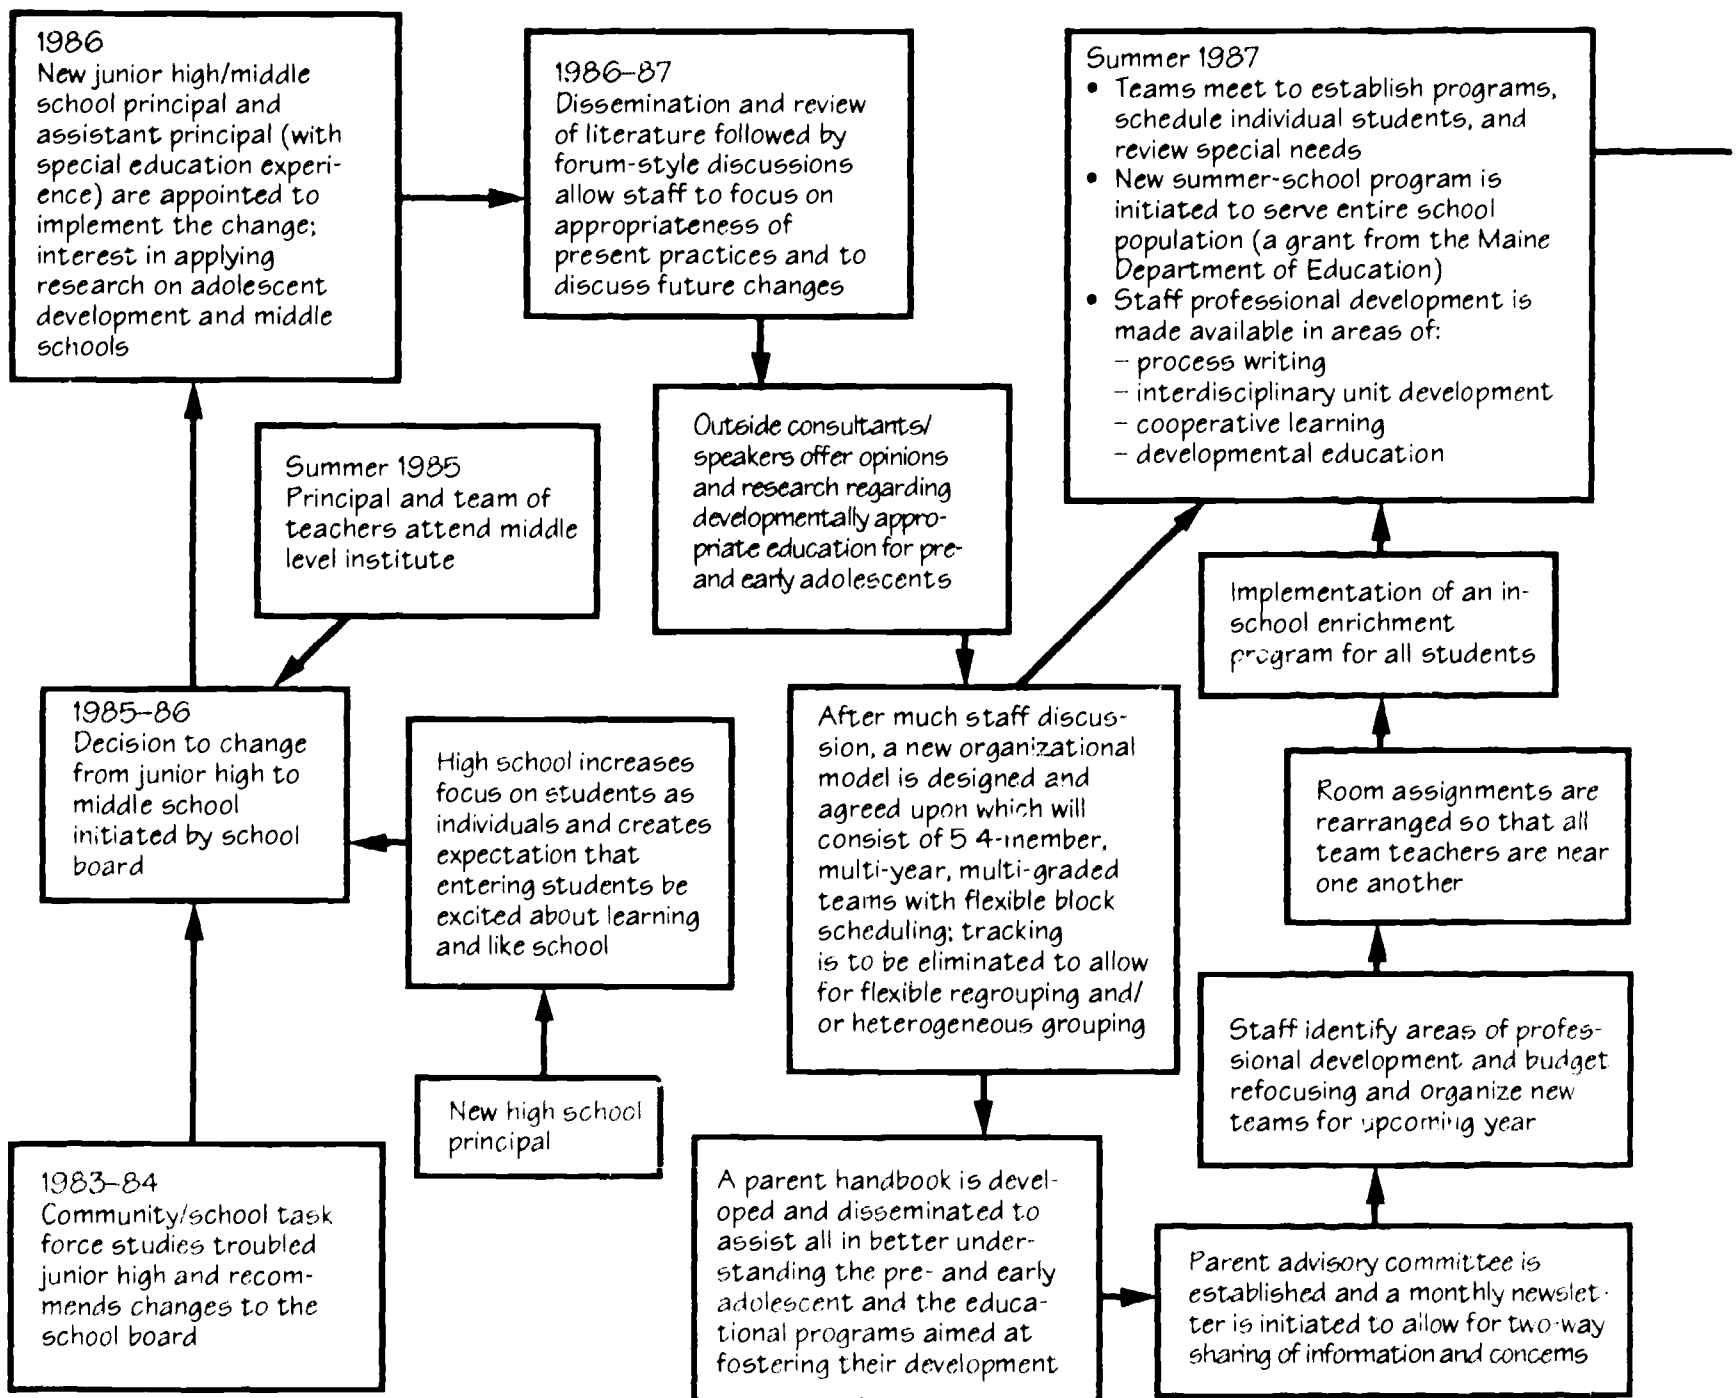 1986
New junior high/middle
school principal and
assistant principal (with
special education experi-
ence) are appointed to
implement the change;
interest in applying
research on adolescent
development and middle
schools
1986–87
Dissemination and review
of literature followed by
forum-style discussions
allow staff to focus on
appropriateness of
present practices and to
discuss future changes
Summer 1987
• Teams meet to establish programs,
schedule individual students, and
review special needs
• New summer-school program is
initiated to serve entire school
population (a grant from the Maine
Department of Education)
• Staff professional development is
made available in areas of:
– process writing
– interdisciplinary unit development
– cooperative learning
– developmental education
Summer 1985
Principal and team of
teachers attend middle
level institute
Outside consultants/
speakers offer opinions
and research regarding
developmentally appro-
priate education for pre-
and early adolescents
Implementation of an in-
school enrichment
program for all students
1985–86
Decision to change
from junior high to
middle school
initiated by school
board
High school increases
focus on students as
individuals and creates
expectation that
entering students be
excited about learning
and like school
After much staff discus-
sion, a new organizational
model is designed and
agreed upon which will
consist of 5 4-member,
multi-year, multi-graded
teams with flexible block
scheduling; tracking
is to be eliminated to allow
for flexible regrouping and/
or heterogeneous grouping
Room assignments are
rearranged so that all
team teachers are near
one another
Staff identify areas of profes-
sional development and budget
refocusing and organize new
teams for upcoming year
New high school
principal
1983–84
Community/school task
force studies troubled
junior high and recom-
mends changes to the
school board
A parent handbook is devel-
oped and disseminated to
assist all in better under-
standing the pre- and early
adolescent and the educa-
tional programs aimed at
fostering their development
Parent advisory committee is
established and a monthly newslet-
ter is initiated to allow for two-way
sharing of information and concerns